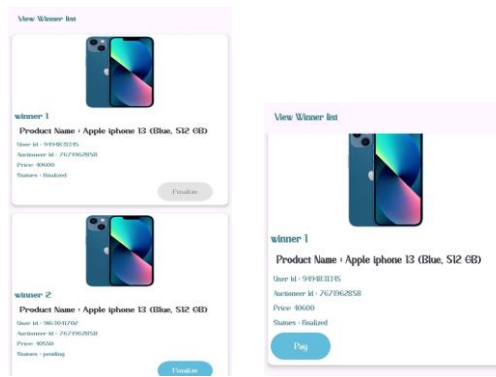 View Winner list
winner 1
Product Name : Apple iphone 13 (Blue, 512 GB)
User Id : 9494831345
Auctioneer Id : 7671962858
Price: 40600
Statues : finalized
Finalize
winner 2
Product Name : Apple iphone 13 (Blue, 512 GB)
Auctioneer Id : 7671962858
Price: 40550
Statues : pending
Finalize
View Winner list
winner 1
Product Name : Apple iphone 13 (Blue, 512 GB)
User Id : 9494831345
Auctioneer Id : 7671962858
Price: 40600
Statues : finalized
Pay